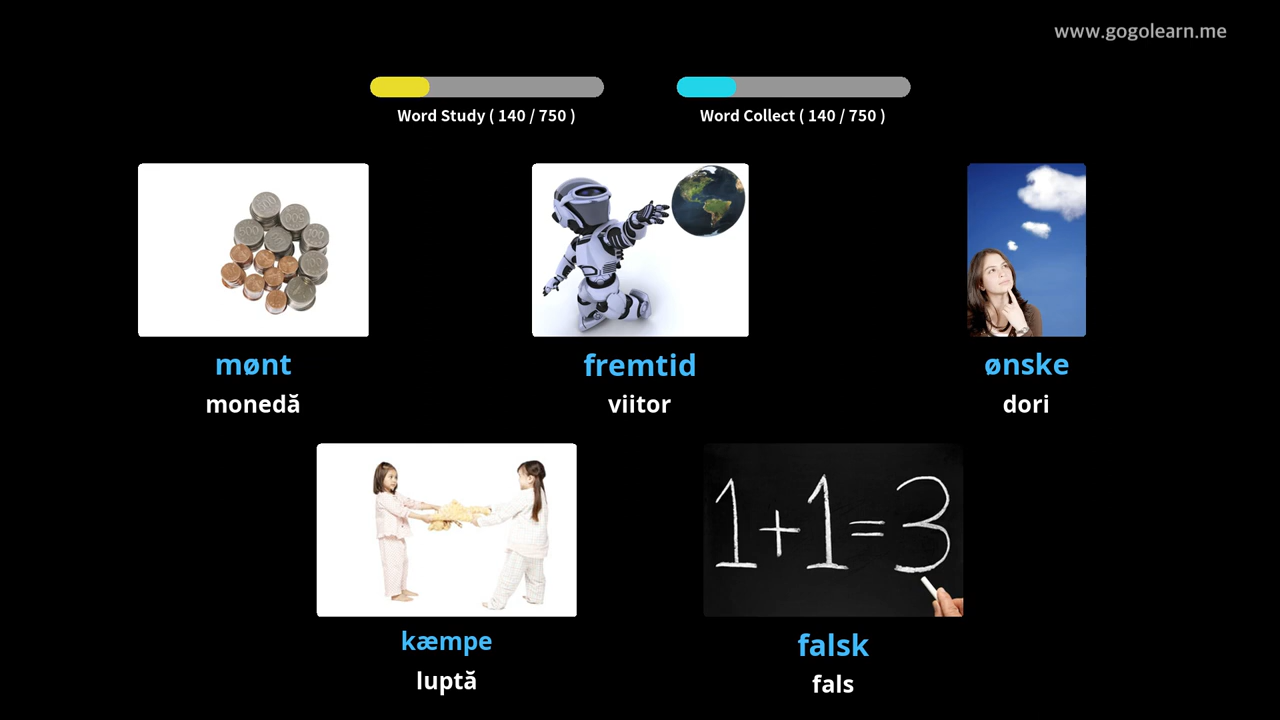 www.gogolearn.me
Word Study ( 140 / 750 )
Word Collect ( 140 / 750 )
mønt
monedă
fremtid
viitor
ønske
dori
kæmpe
luptă
1+1=3
falsk
fals